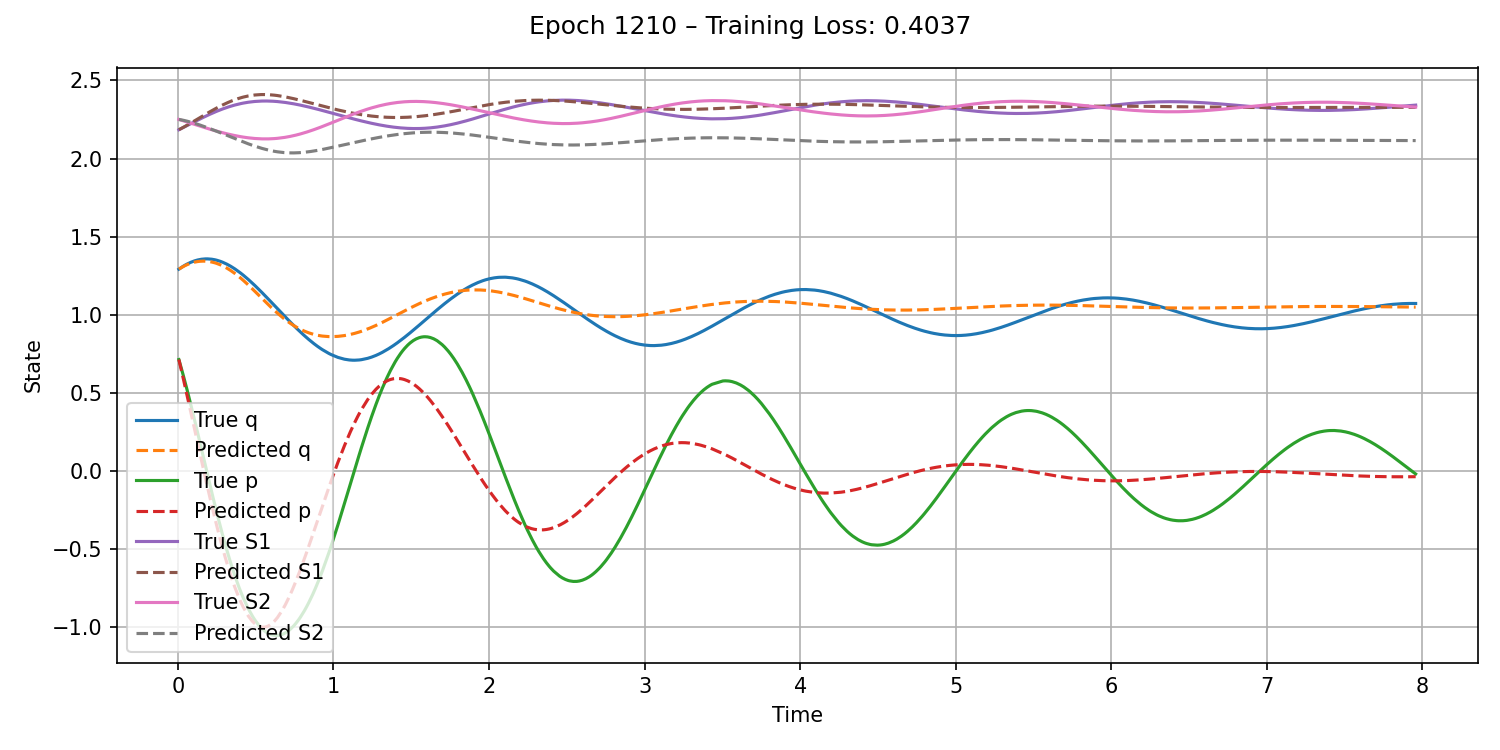 Epoch 1210 – Training Loss: 0.4037
2.5
2.0
1.5
1.0
0.5
0.0
−0.5
−1.0
State
True q
Predicted q
True p
Predicted p
True S1
Predicted S1
True S2
Predicted S2
0 1 2 3 4 5 6 7 8
Time